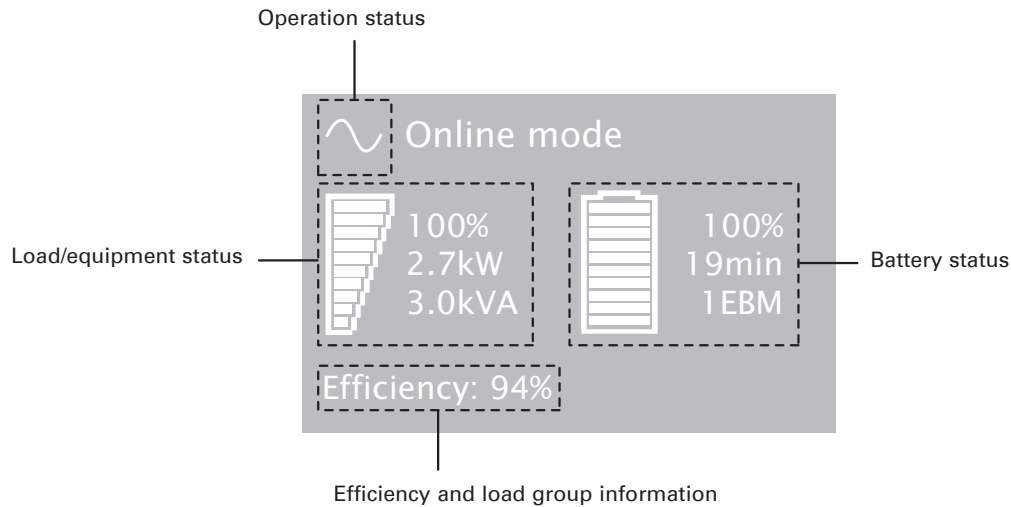 Operation status
Online mode
Load/equipment status
100%
2.7kW
3.0kVA
100%
19min
1EBM
Battery status
Efficiency: 94%
Efficiency and load group information